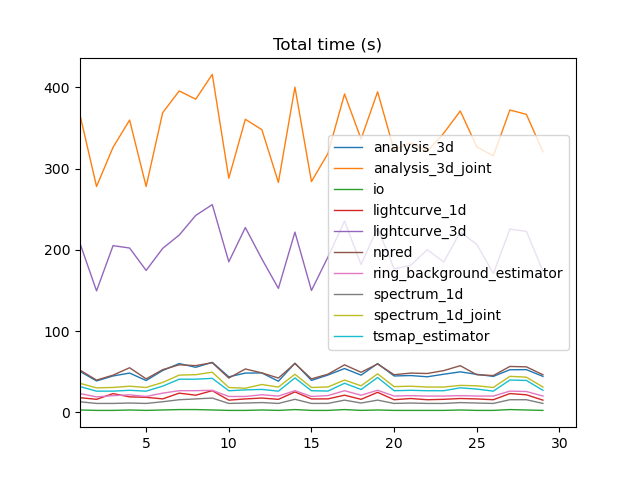 Total time (s)
400
300
200
100
0
5
10
15
20
25
30
analysis_3d
analysis_3d_joint
io
lightcurve_1d
lightcurve_3d
npred
ring_background_estimator
spectrum_1d
spectrum_1d_joint
tsmap_estimator